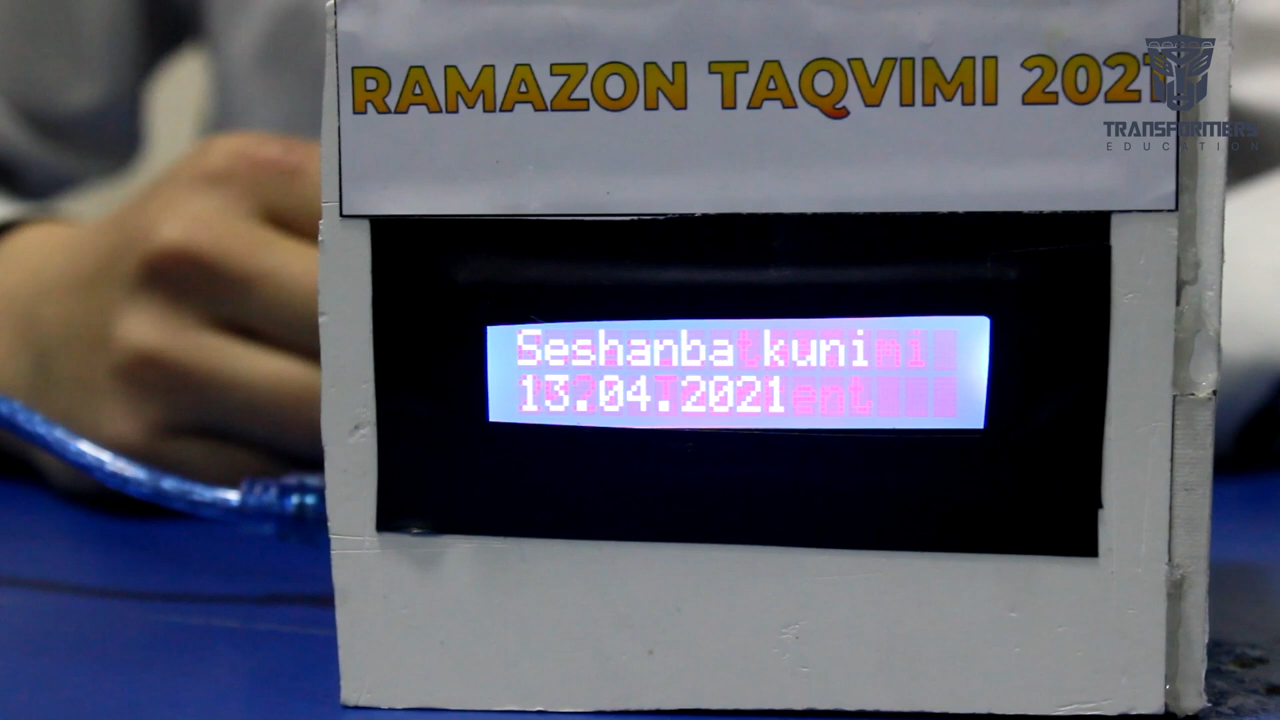 RAMAZON TAQVIMI 2021
TRANSFORMERS
EDUCATION
Seshanba kuni
13.04.2021